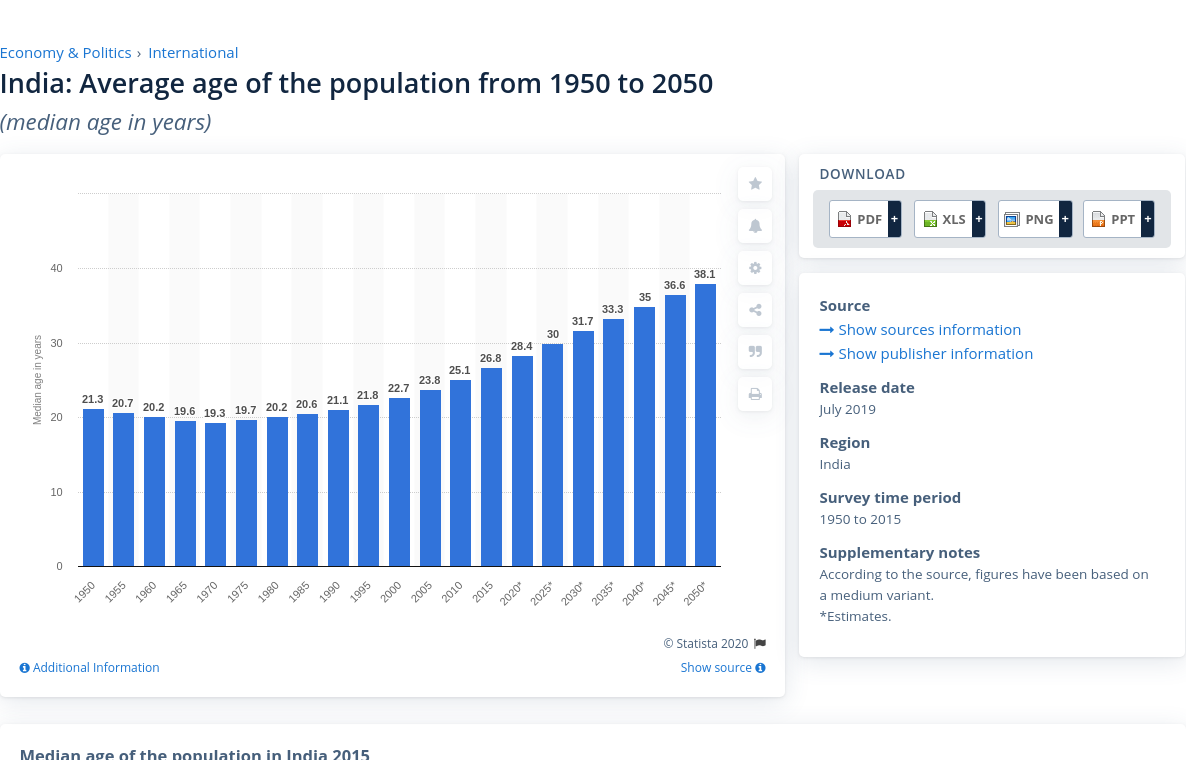 Economy & Politics › International
India: Average age of the population from 1950 to 2050
(median age in years)
Median age in years
40
30
20
10
0
21.3
20.7
20.2
19.6
19.3
19.7
20.2
20.6
21.1
21.8
22.7
23.8
25.1
26.8
28.4
30
31.7
33.3
35
36.6
38.1
1950
1955
1960
1965
1970
1975
1980
1985
1990
1995
2000
2005
2010
2015
2020*
2025*
2030*
2035*
2040*
2045*
2050*
© Statista 2020
Additional Information
Show source
DOWNLOAD
PDF + XLS + PNG + PPT +
Source
Show sources information
Show publisher information
Release date
July 2019
Region
India
Survey time period
1950 to 2015
Supplementary notes
According to the source, figures have been based on
a medium variant.
*Estimates.
Median age of the population in India 2015